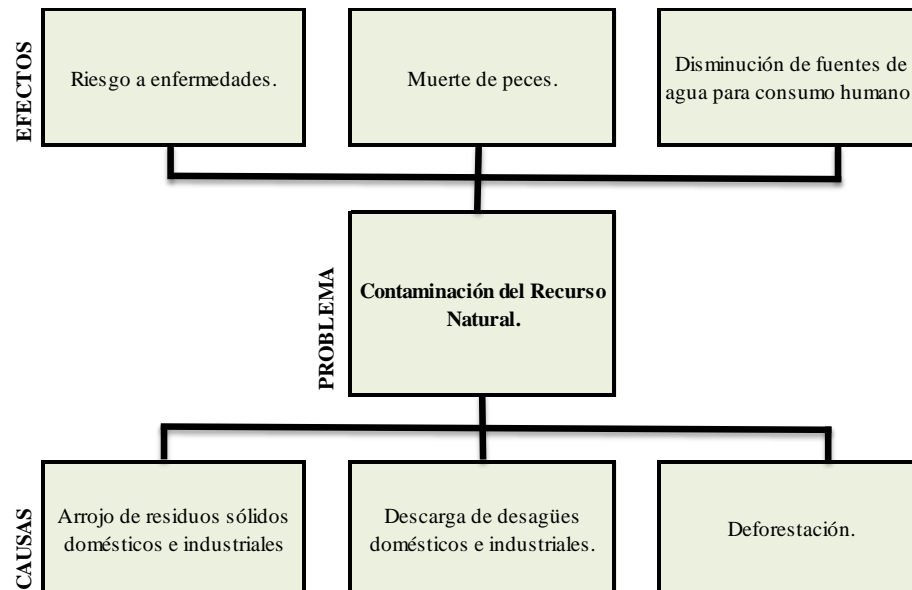 EFECTOS
Riesgo a enfermedades.
Muerte de peces.
Disminución de fuentes de
agua para consumo humano
PROBLEMA
Contaminación del Recurso
Natural.
CAUSAS
Arrojo de residuos sólidos
domésticos e industriales
Descarga de desagües
domésticos e industriales.
Deforestación.